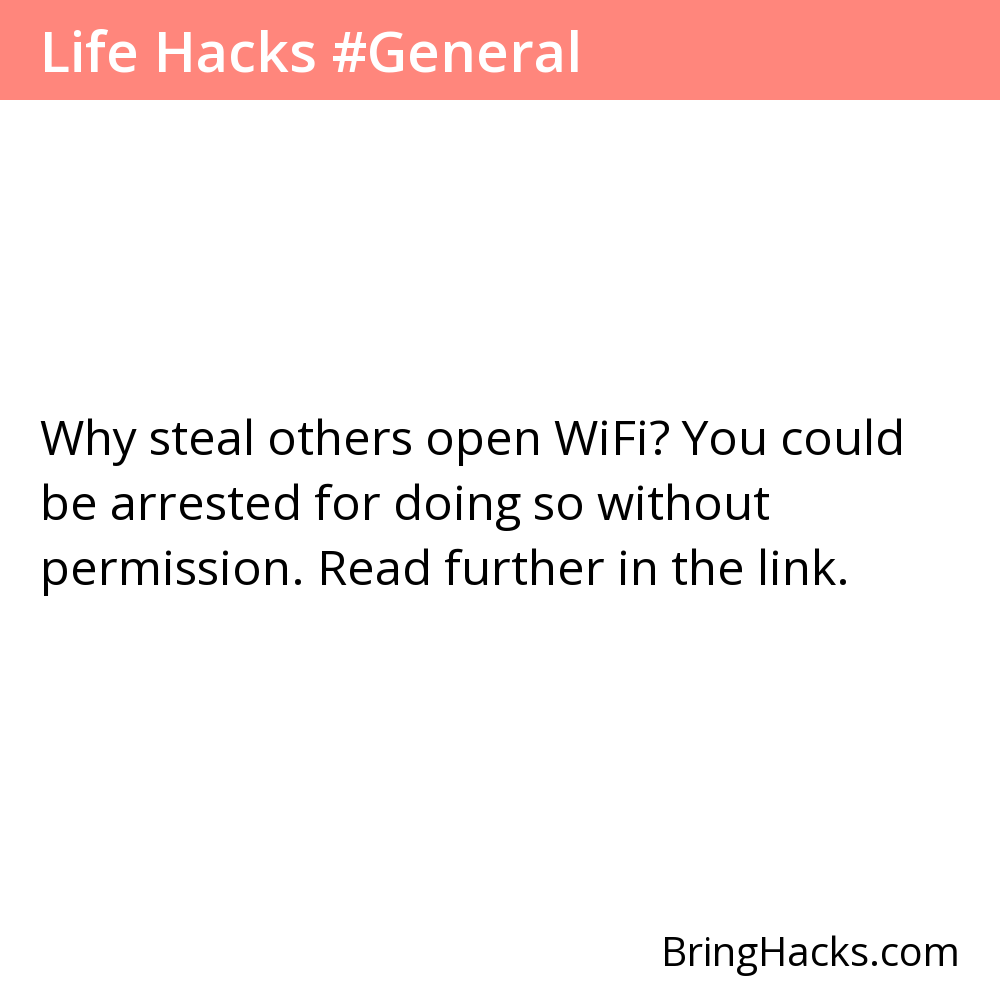 Life Hacks #General
Why steal others open WiFi? You could
be arrested for doing so without
permission. Read further in the link.
BringHacks.com